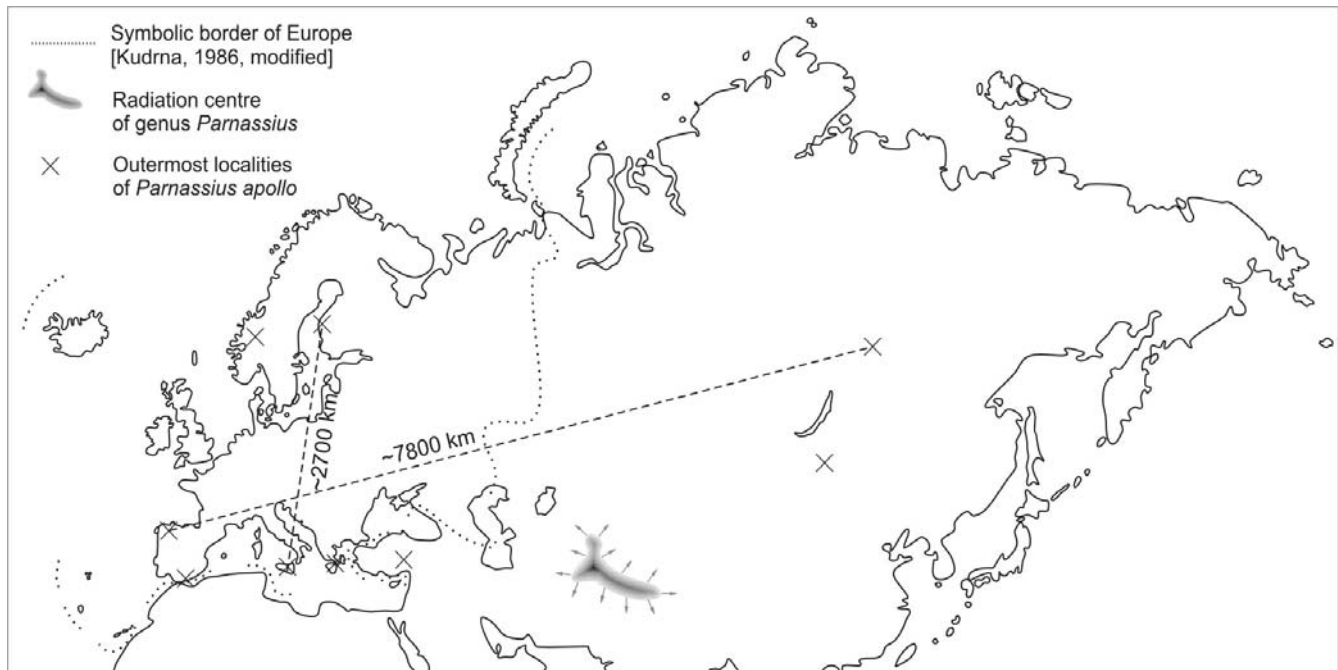 Symbolic border of Europe
[Kudrna, 1986, modified]
Radiation centre
of genus Parnassius
Outermost localities
of Parnassius apollo
~7800 km
~2700 km